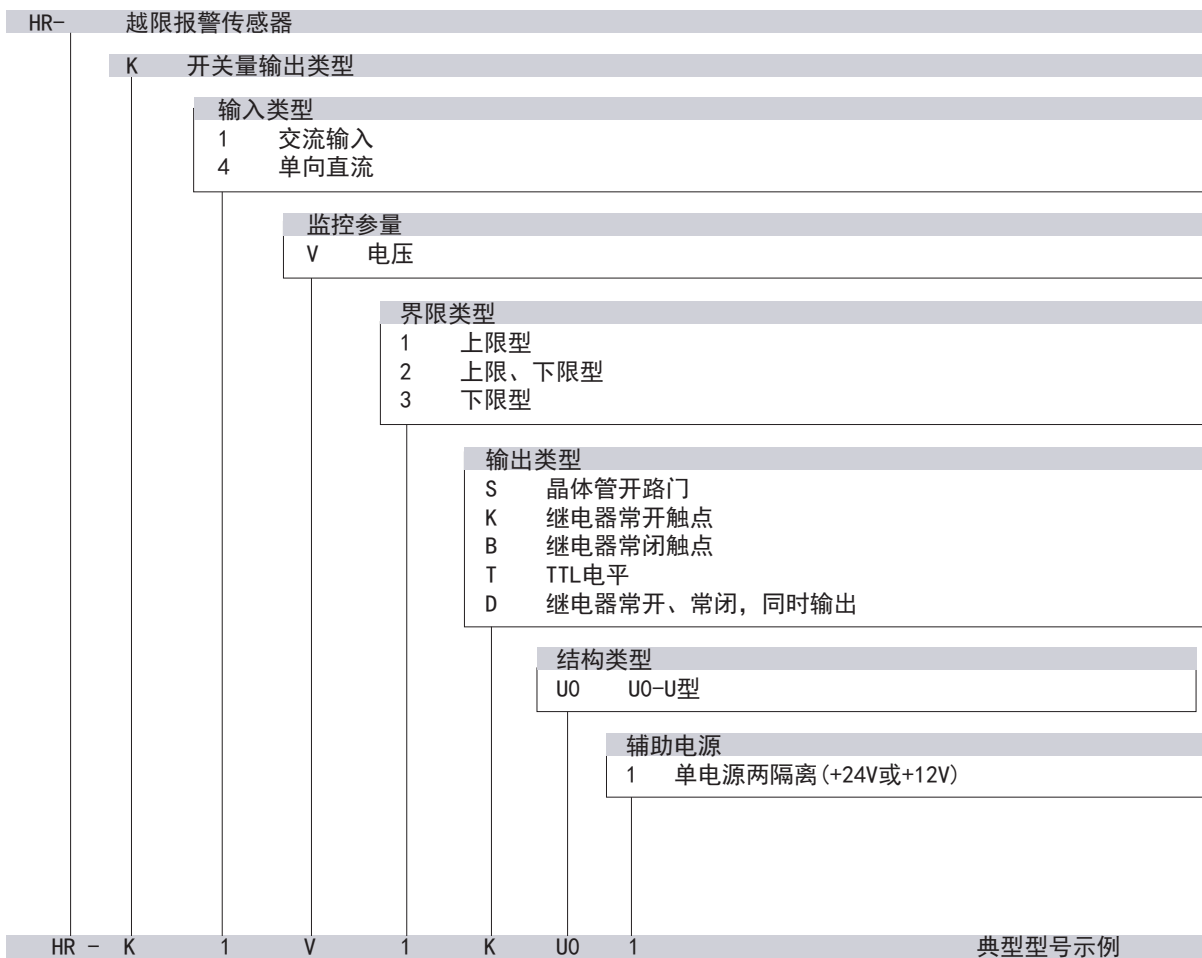 HR- 越限报警传感器
K 开关量输出类型
输入类型
1 交流输入
4 单向直流
监控参量
V 电压
界限类型
1 上限型
2 上限、下限型
3 下限型
输出类型
S 晶体管开路门
K 继电器常开触点
B 继电器常闭触点
T TTL电平
D 继电器常开、常闭,同时输出
结构类型
U0 U0-U型
辅助电源
1 单电源两隔离(+24V或+12V)
HR - K 1 V 1 K U0 1 典型型号示例